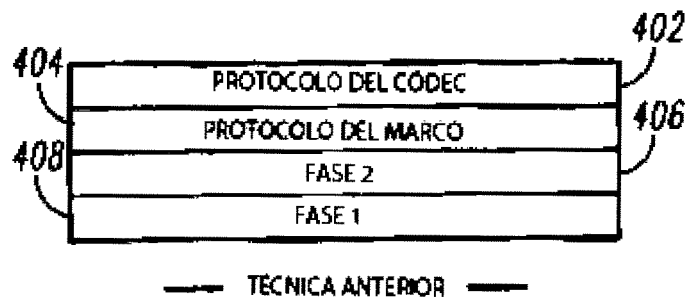 402
404
PROTOCOLO DEL CODEC
PROTOCOLO DEL MARCO
406
408
FASE 2
FASE 1
TECNICA ANTERIOR